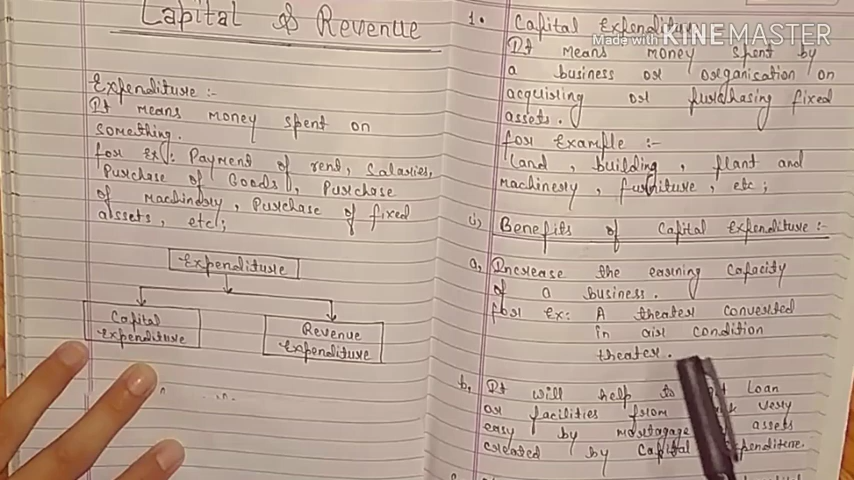 Capital & Revenue
Expenditure :-
It means money spent on
something.
for Ex: Payment of rent, Salaries,
Purchase of Goods, Purchase
of Machinary, Purchase of fixed
assets, etc;
Expenditure
Capital
Expenditure
Revenue
Expenditure
1. Capital Expenditure
Made with KINEMASTER
It means money spent by
a business or organisation on
acquisting or purchasing fixed
assets.
for Example :-
Land, building, plant and
Machinery, furniture, etc;
i) Benefits of Capital Expenditure :-
a, Increase the earning capacity
of a business.
for Ex: A theater converted
in air condition
theater.
b, It will help to Loan
or facilities from very
easy by mortagage assets
created by Capital Expenditure.